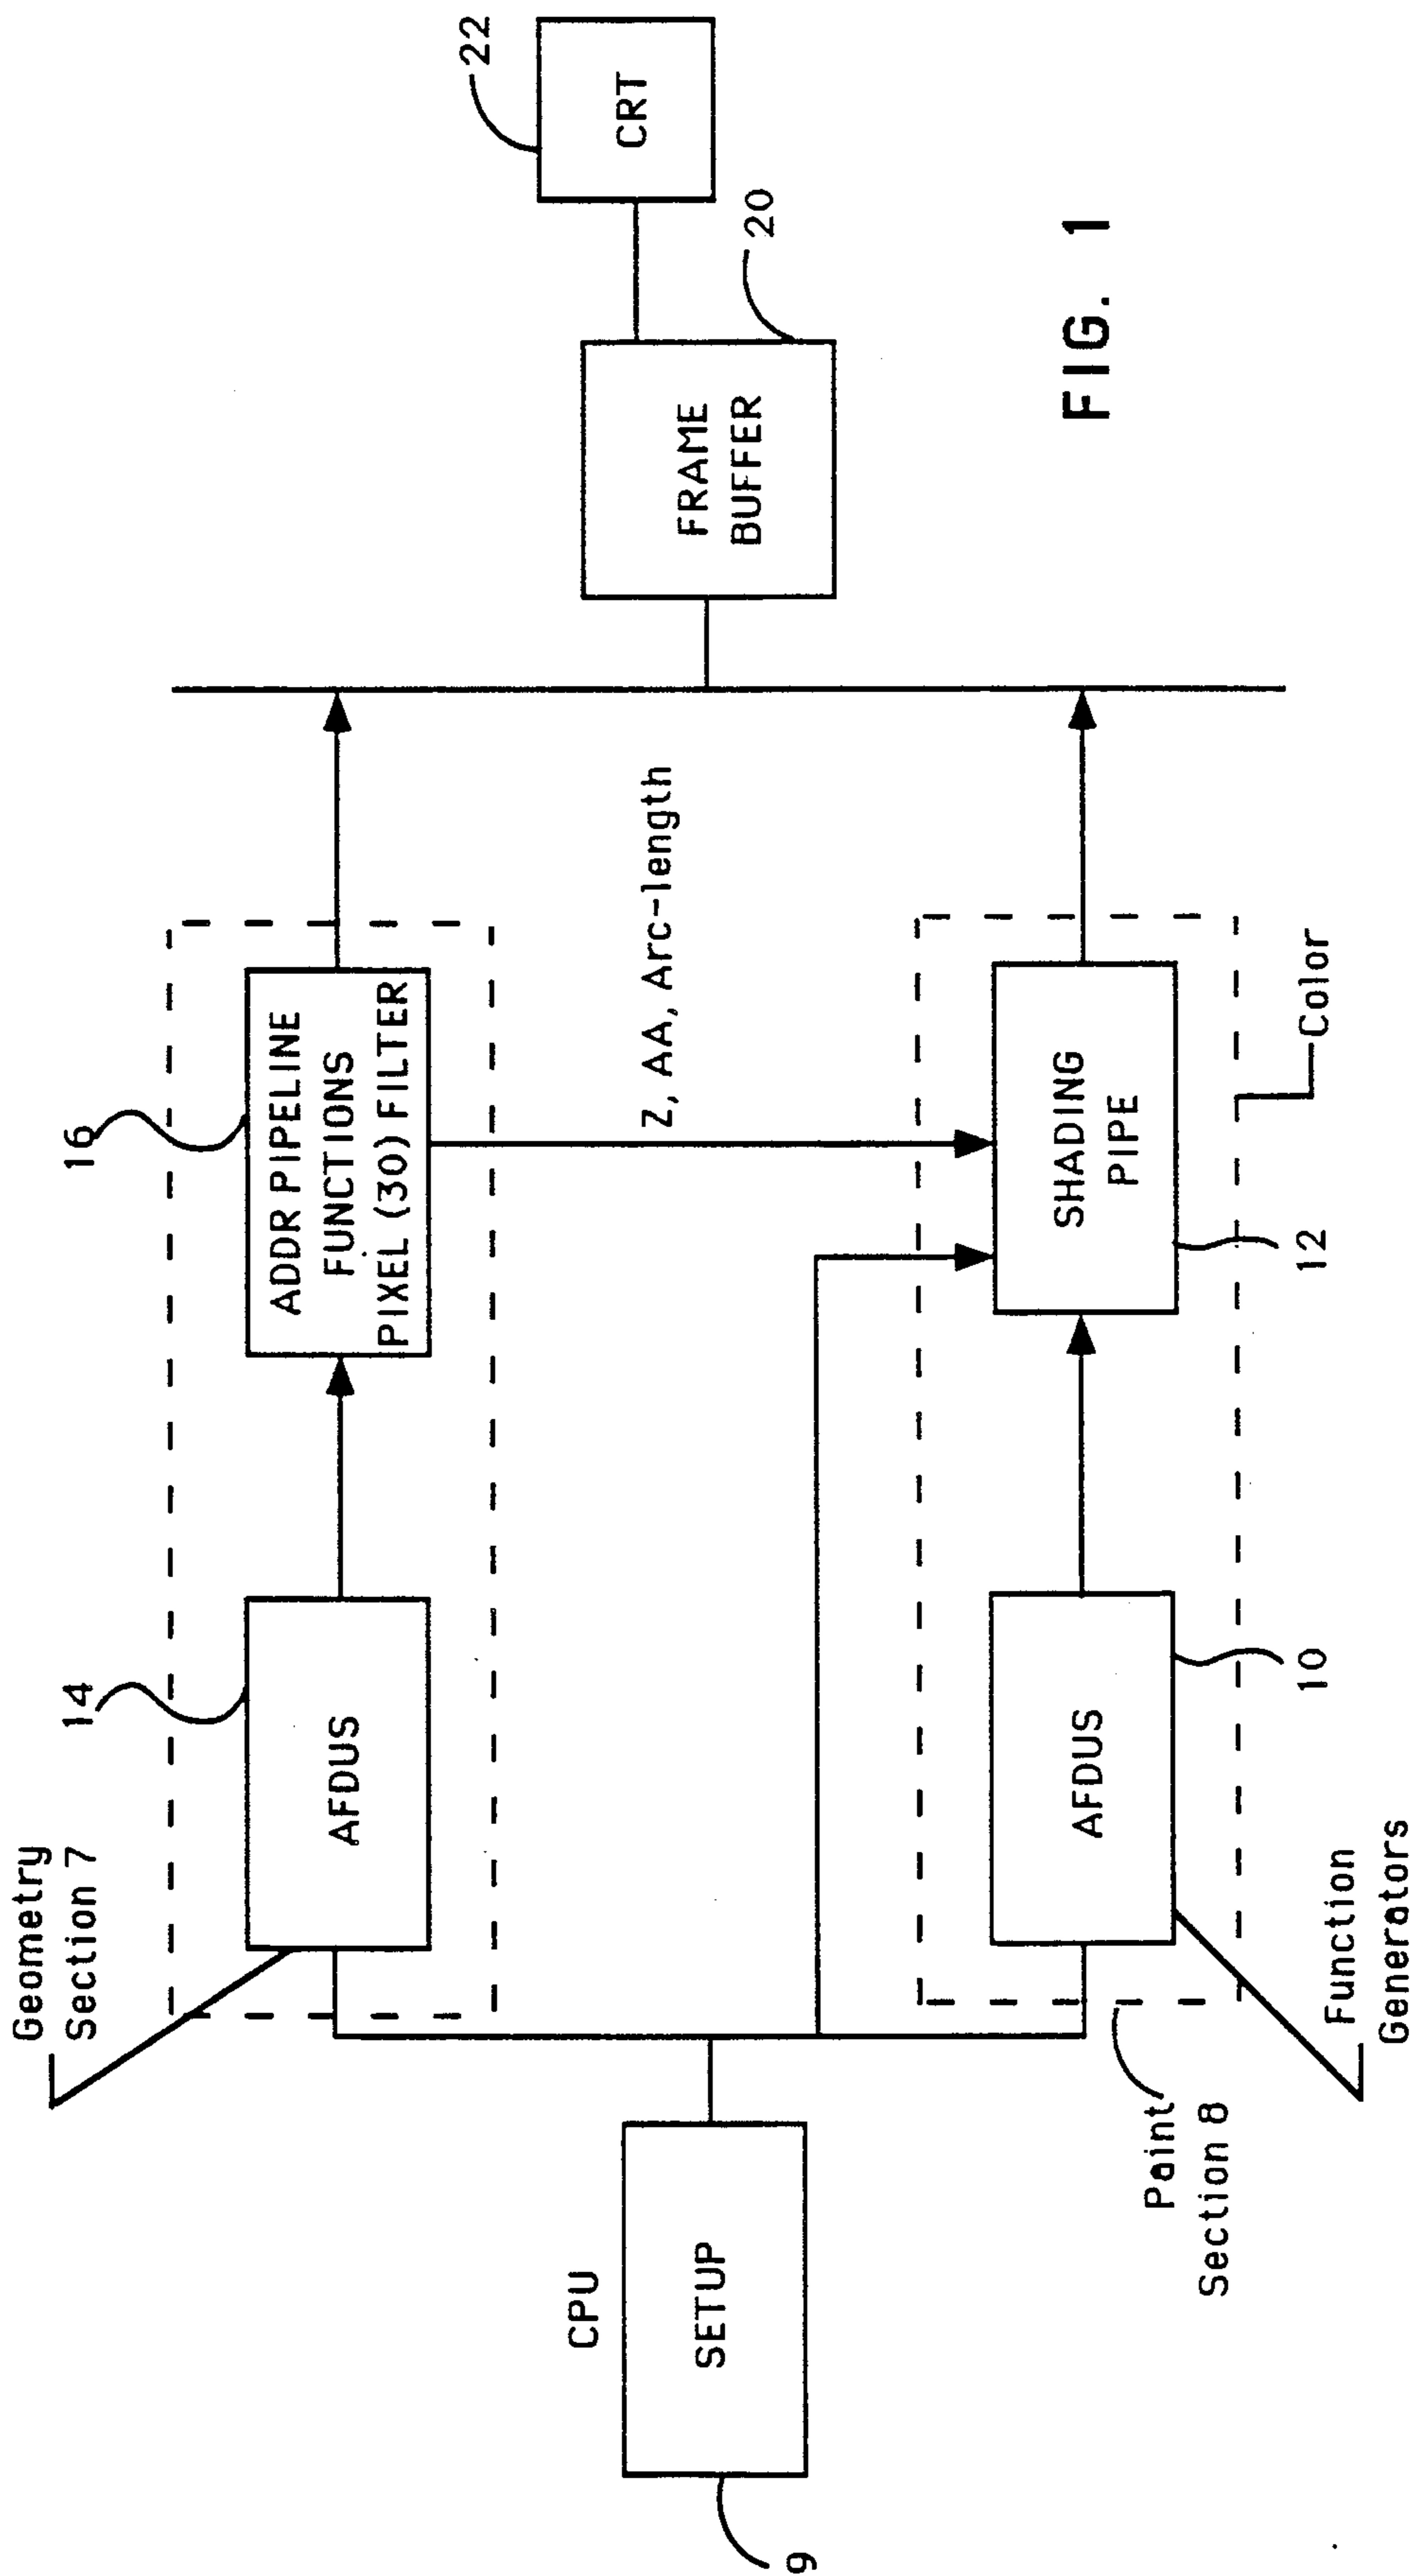 Geometry
Section 7
14
16
AFDUS
ADDR PIPELINE
FUNCTIONS
PIXEL (30) FILTER
22
CRT
CPU
SETUP
9
Z, AA, Arc-length
FRAME
BUFFER
20
Paint
Section 8
AFDUS
10
SHADING
PIPE
12
Color
Function
Generators
FIG. 1